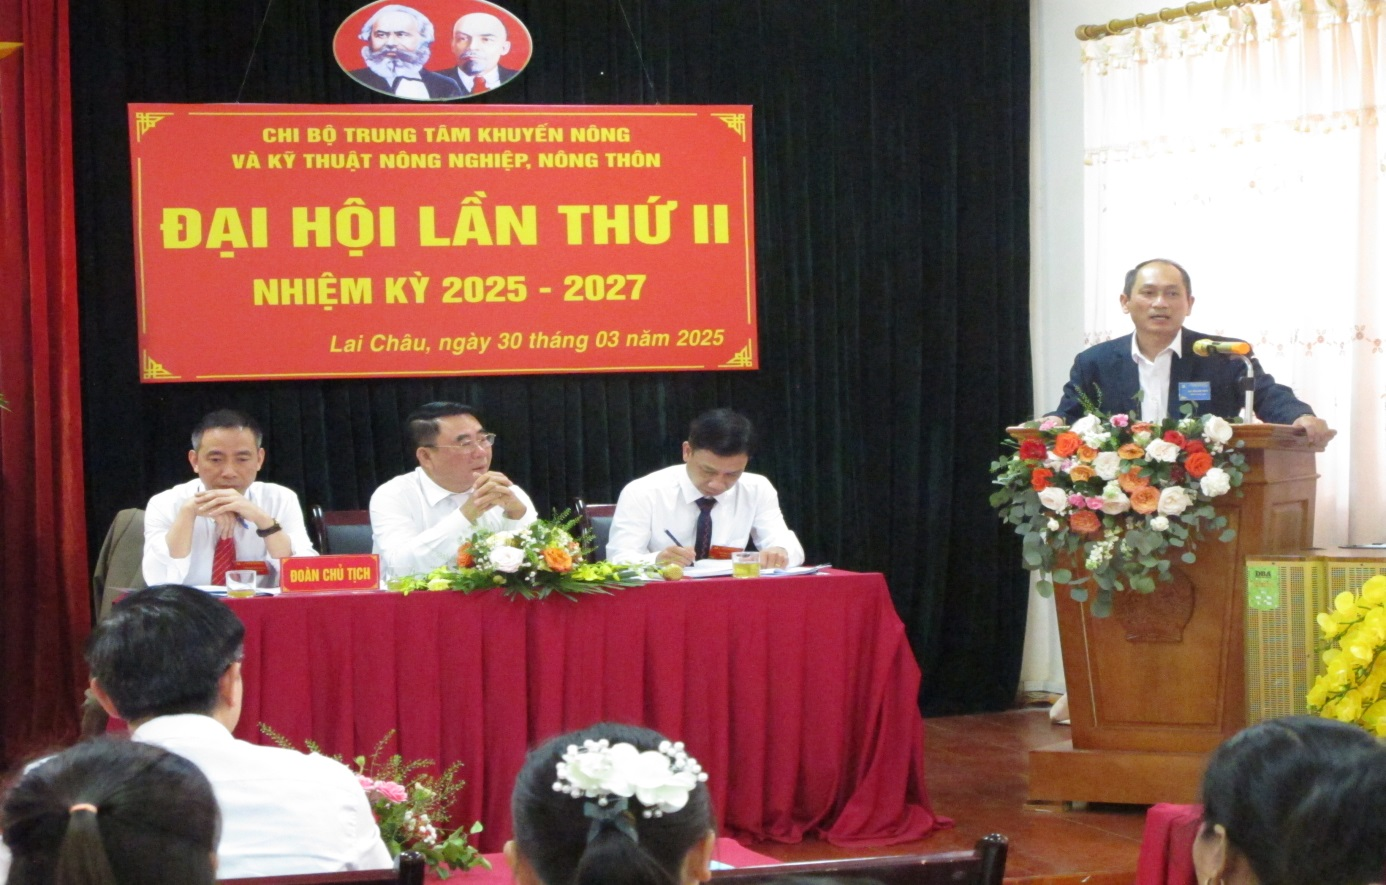 CHI BỘ TRUNG TÂM KHUYẾN NÔNG
VÀ KỸ THUẬT NÔNG NGHIỆP, NÔNG THÔN
ĐẠI HỘI LẦN THỨ II
NHIỆM KỲ 2025 - 2027
Lai Châu, ngày 30 tháng 03 năm 2025
ĐOÀN CHỦ TỊCH